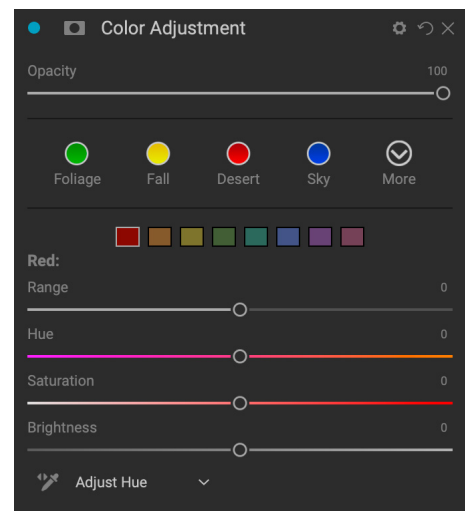 Color Adjustment
Opacity 100
Foliage Fall Desert Sky More
Red:
Range 0
Hue 0
Saturation 0
Brightness 0
Adjust Hue